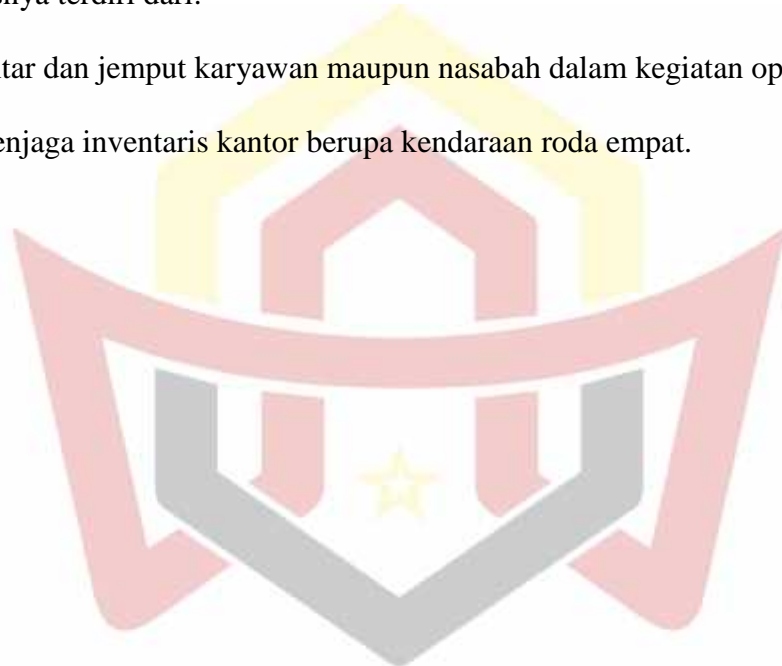 nya terdiri dari:
tar dan jemput karyawan maupun nasabah dalam kegiatan op
enjaga inventaris kantor berupa kendaraan roda empat.